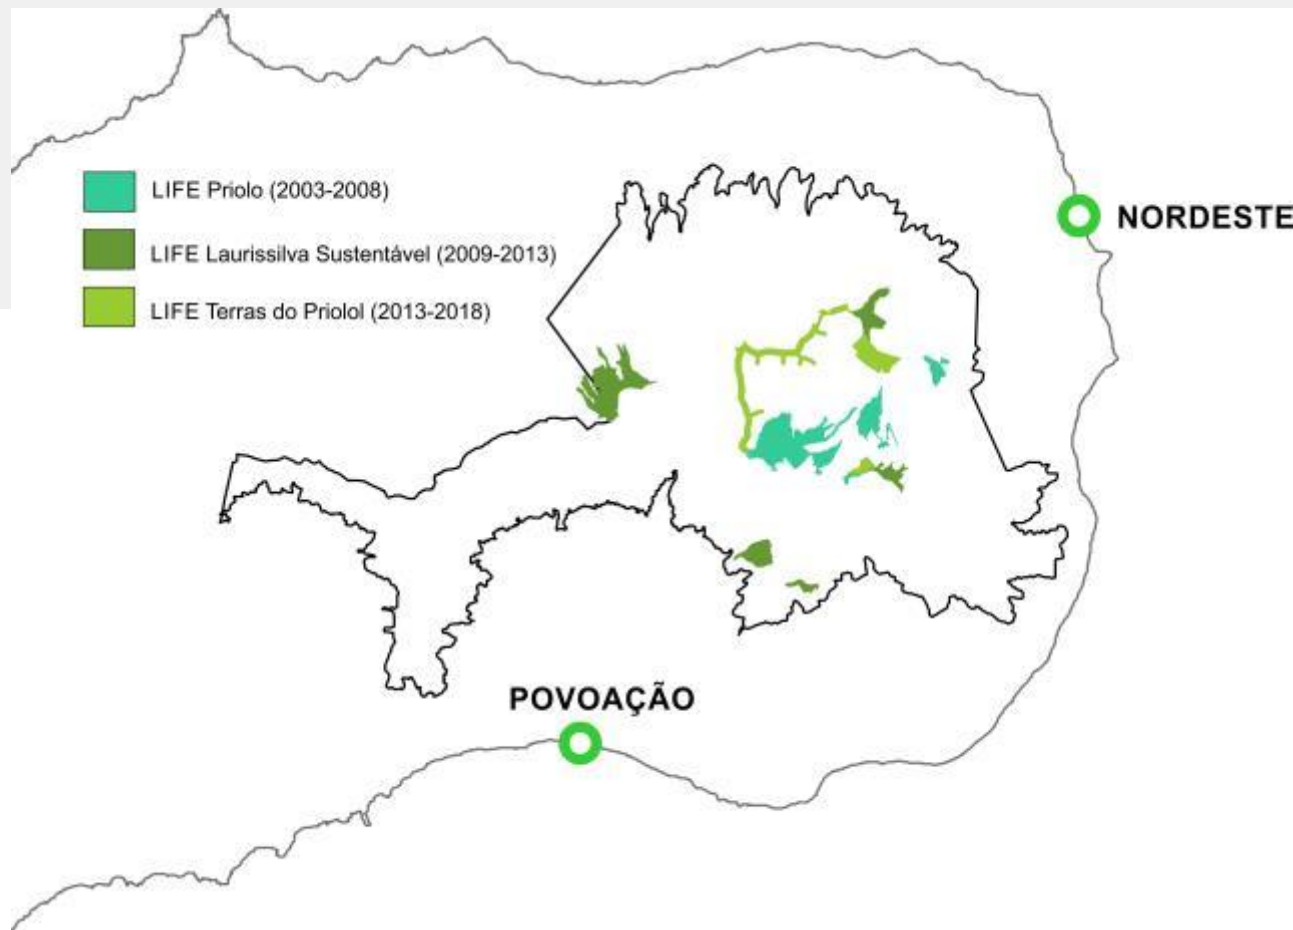 LIFE Priolo (2003-2008)
LIFE Laurissilva Sustentável (2009-2013)
LIFE Terras do Priolol (2013-2018)
NORDESTE
POVOAÇÃO